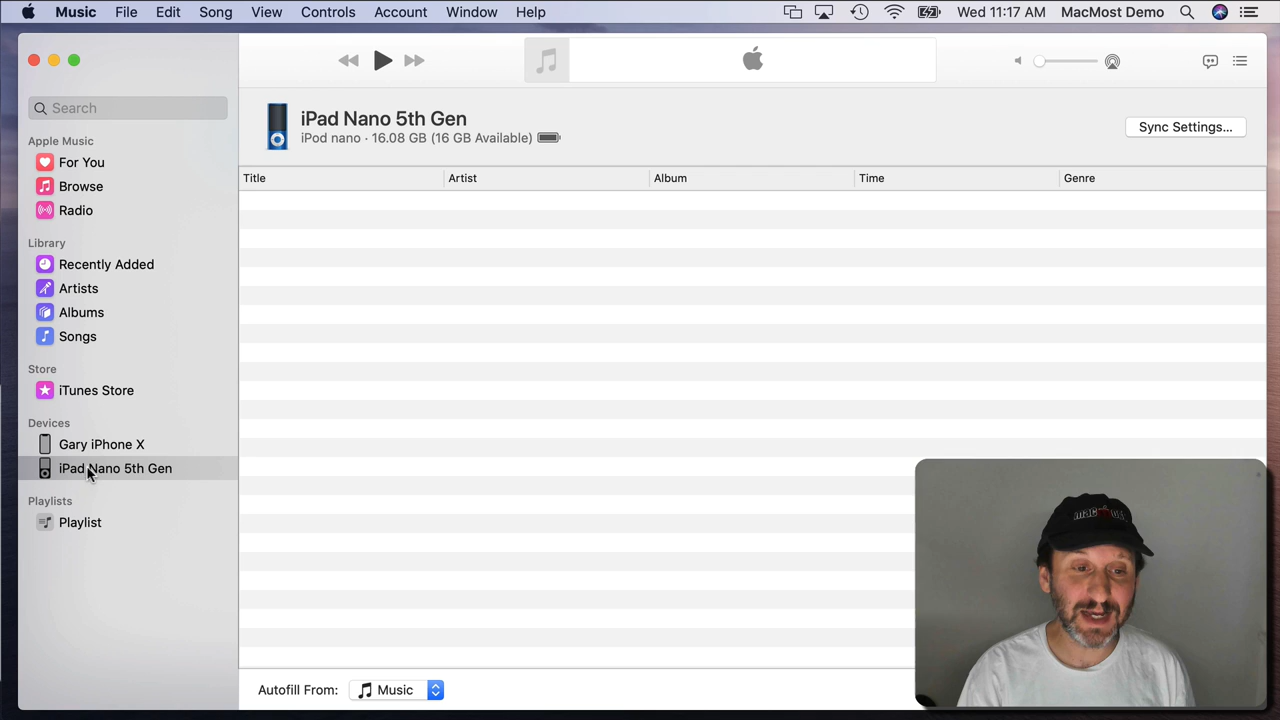 Music File Edit Song View Controls Account Window Help Wed 11:17 AM MacMost Demo
Search
Apple Music
For You
Browse
Radio
Library
Recently Added
Artists
Albums
Songs
Store
iTunes Store
Devices
Gary iPhone X
iPad Nano 5th Gen
Playlists
Playlist
iPad Nano 5th Gen
iPod nano · 16.08 GB (16 GB Available)
Sync Settings...
Title Artist Album Time Genre
Autofill From: Music